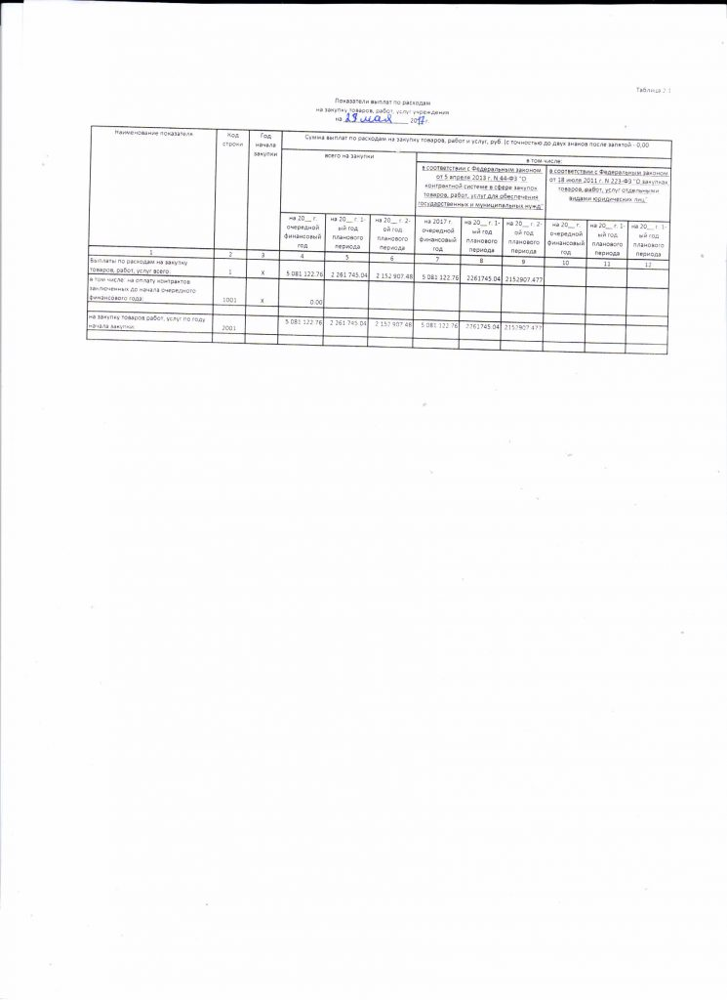 Таблица 2.1
Показатели выплат по расходам
на закупку товаров, работ, услуг учреждения
на 29 мая 2017 г.
Наименование показателя Код строки Год начала закупки Сумма выплат по расходам на закупку товаров, работ и услуг, руб. (с точностью до двух знаков после запятой - 0,00
всего на закупки
в том числе:
в соответствии с Федеральным законом
от 5 апреля 2013 г. N 44-ФЗ "О
контрактной системе в сфере закупок
товаров, работ, услуг для обеспечения
государственных и муниципальных нужд"
в соответствии с Федеральным законом
от 18 июля 2011 г. N 223-ФЗ "О закупках
товаров, работ, услуг отдельными
видами юридических лиц"
на 20__ г. очередной финансовый год
на 20__ г. 1-ый год планового периода
на 20__ г. 2-ой год планового периода
на 2017 г. очередной финансовый год
на 20__ г. 1-ый год планового периода
на 20__ г. 2-ой год планового периода
на 20__ г. очередной финансовый год
на 20__ г. 1-ый год планового периода
на 20__ г. 1-ый год планового периода
1 2 3 4 5 6 7 8 9 10 11 12
Выплаты по расходам на закупку
товаров, работ, услуг всего: 1 X 5 081 122.76 2 261 745.04 2 152 907.48 5 081 122.76 2261745.04 2152907.477
в том числе: на оплату контрактов
заключенных до начала очередного
финансового года: 1001 X 0.00
на закупку товаров работ, услуг по году
начала закупки: 2001 5 081 122.76 2 261 745.04 2 152 907.48 5 081 122.76 2261745.04 2152907.477